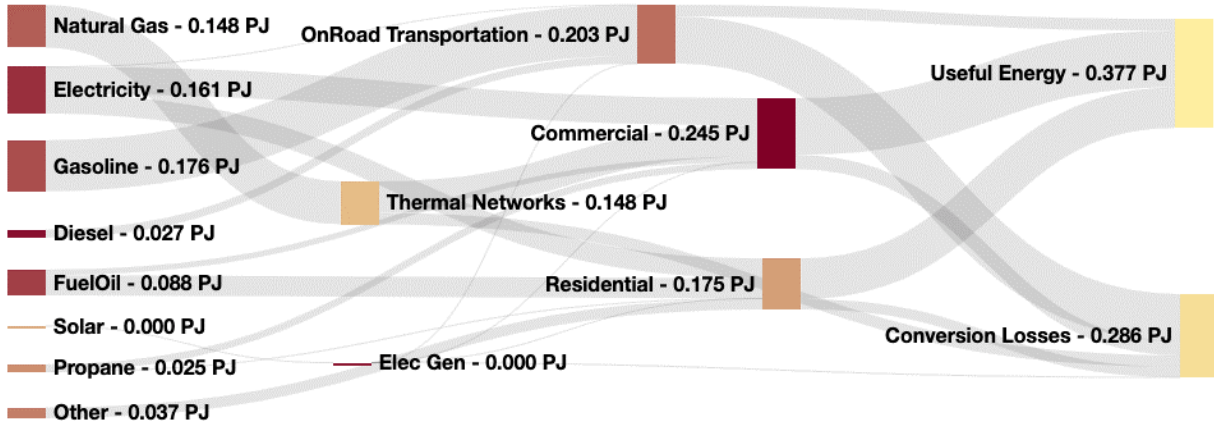 Natural Gas - 0.148 PJ
OnRoad Transportation - 0.203 PJ
Useful Energy - 0.377 PJ
Electricity - 0.161 PJ
Commercial - 0.245 PJ
Gasoline - 0.176 PJ
Thermal Networks - 0.148 PJ
Diesel - 0.027 PJ
FuelOil - 0.088 PJ
Residential - 0.175 PJ
Solar - 0.000 PJ
Conversion Losses - 0.286 PJ
Propane - 0.025 PJ
Elec Gen - 0.000 PJ
Other - 0.037 PJ